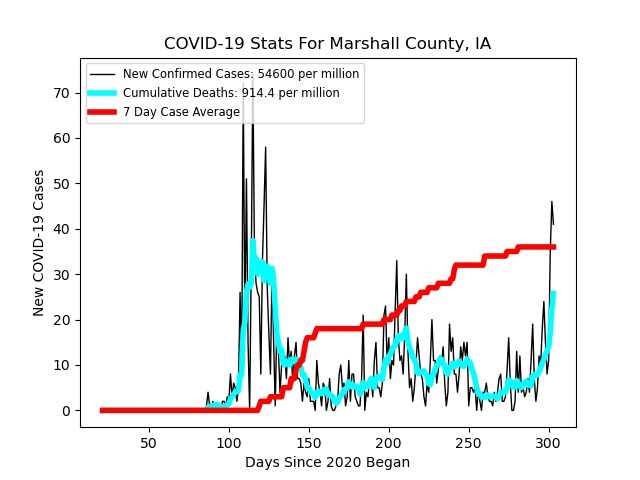 COVID-19 Stats For Marshall County, IA
New Confirmed Cases: 54600 per million
Cumulative Deaths: 914.4 per million
7 Day Case Average
New COVID-19 Cases
70
60
50
40
30
20
10
0
50 100 150 200 250 300
Days Since 2020 Began